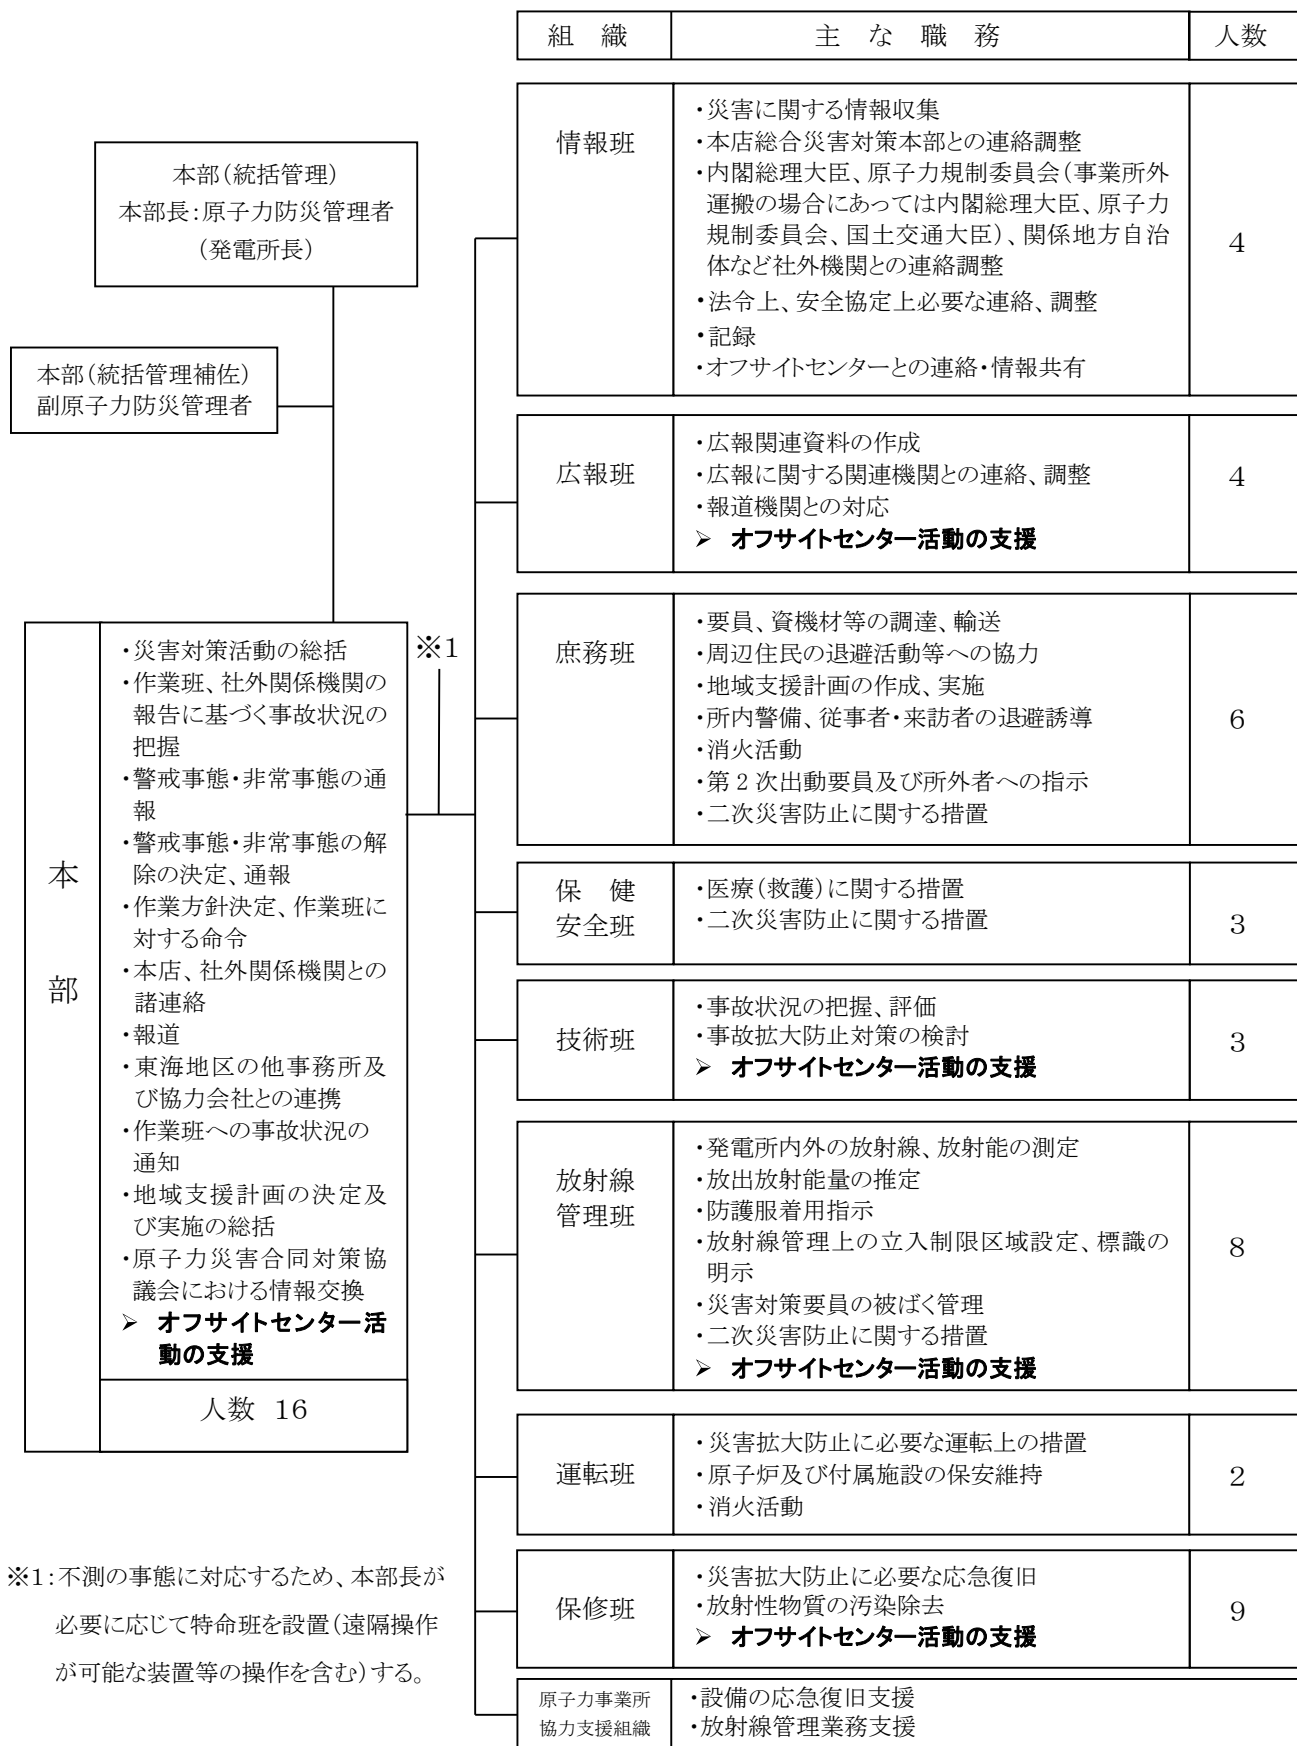 組　織
主　な　職　務
人数
本部(統括管理)
本部長:原子力防災管理者
(発電所長)
本部(統括管理補佐)
副原子力防災管理者
本
部
・災害対策活動の総括
・作業班、社外関係機関の
報告に基づく事故状況の
把握
・警戒事態・非常事態の通
報
・警戒事態・非常事態の解
除の決定、通報
・作業方針決定、作業班に
対する命令
・本店、社外関係機関との
諸連絡
・報道
・東海地区の他事務所及
び協力会社との連携
・作業班への事故状況の
通知
・地域支援計画の決定及
び実施の総括
・原子力災害合同対策協
議会における情報交換
➢ オフサイトセンター活
動の支援
人数 16
※1
情報班
・災害に関する情報収集
・本店総合災害対策本部との連絡調整
・内閣総理大臣、原子力規制委員会(事業所外
運搬の場合にあっては内閣総理大臣、原子力
規制委員会、国土交通大臣)、関係地方自治
体など社外機関との連絡調整
・法令上、安全協定上必要な連絡、調整
・記録
・オフサイトセンターとの連絡・情報共有
4
広報班
・広報関連資料の作成
・広報に関する関連機関との連絡、調整
・報道機関との対応
➢ オフサイトセンター活動の支援
4
庶務班
・要員、資機材等の調達、輸送
・周辺住民の退避活動等への協力
・地域支援計画の作成、実施
・所内警備、従事者・来訪者の退避誘導
・消火活動
・第2次出動要員及び所外者への指示
・二次災害防止に関する措置
6
保　健
安全班
・医療(救護)に関する措置
・二次災害防止に関する措置
3
技術班
・事故状況の把握、評価
・事故拡大防止対策の検討
➢ オフサイトセンター活動の支援
3
放射線
管理班
・発電所内外の放射線、放射能の測定
・放出放射能量の推定
・防護服着用指示
・放射線管理上の立入制限区域設定、標識の
明示
・災害対策要員の被ばく管理
・二次災害防止に関する措置
➢ オフサイトセンター活動の支援
8
運転班
・災害拡大防止に必要な運転上の措置
・原子炉及び付属施設の保安維持
・消火活動
2
保修班
・災害拡大防止に必要な応急復旧
・放射性物質の汚染除去
➢ オフサイトセンター活動の支援
9
原子力事業所
協力支援組織
・設備の応急復旧支援
・放射線管理業務支援
※1:不測の事態に対応するため、本部長が
必要に応じて特命班を設置(遠隔操作
が可能な装置等の操作を含む)する。